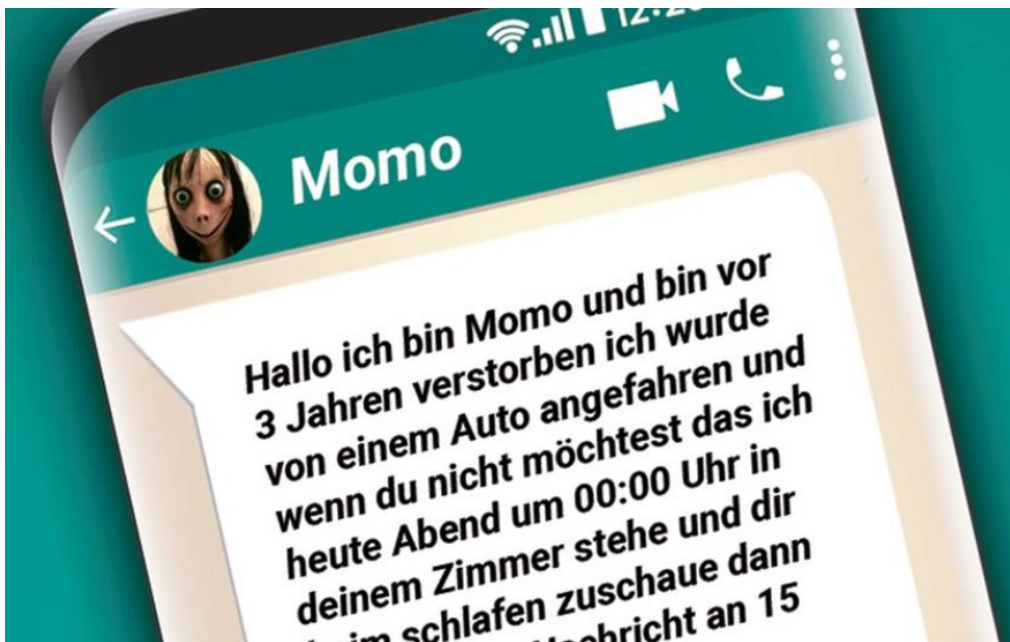 Momo
Hallo ich bin Momo und bin vor
3 Jahren verstorben ich wurde
von einem Auto angefahren und
wenn du nicht möchtest das ich
heute Abend um 00:00 Uhr in
deinem Zimmer stehe und dir
schlafen zuschaue dann
an 15